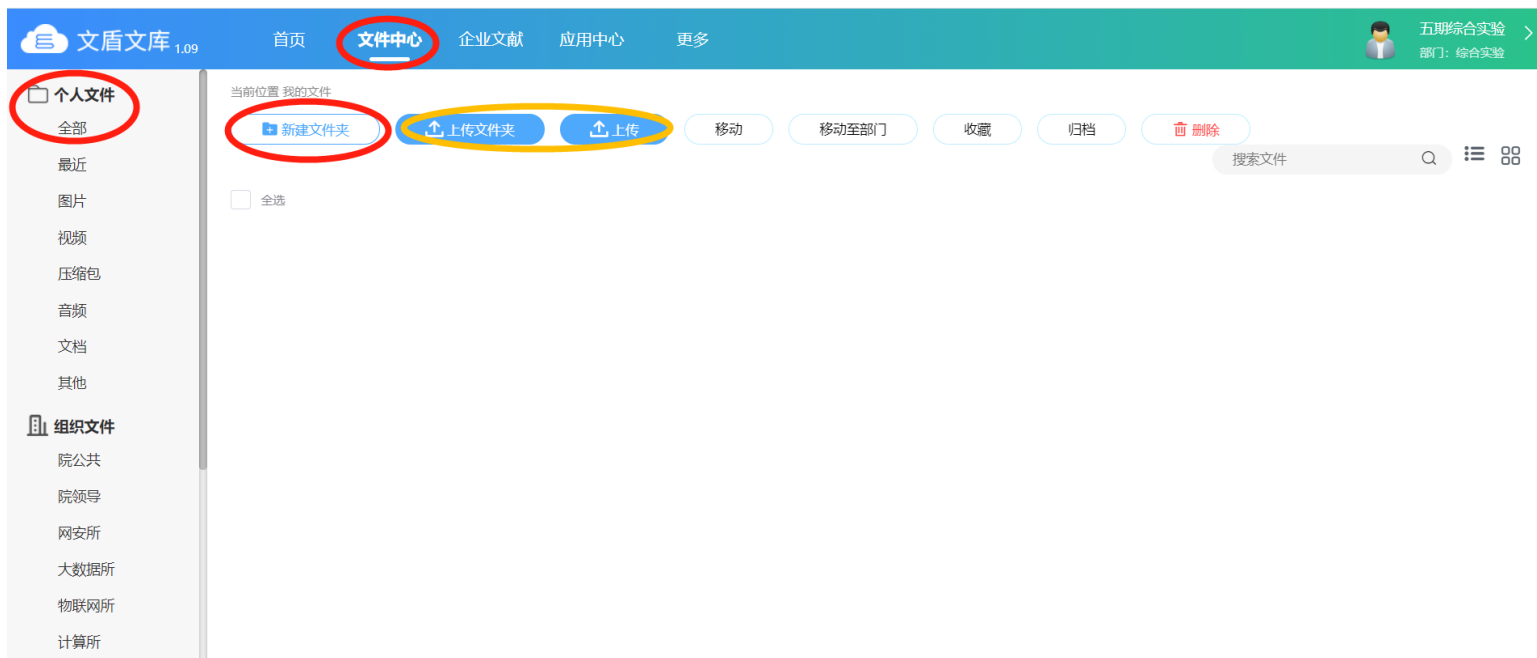 文盾文库 1.09 首页 文件中心 企业文献 应用中心 更多
五期综合实验
部门：综合实验
个人文件
全部
最近
图片
视频
压缩包
音频
文档
其他
组织文件
院公共
院领导
网安所
大数据所
物联网所
计算所
当前位置 我的文件
新建文件夹 上传文件夹 上传 移动 移动至部门 收藏 归档 删除
搜索文件
全选